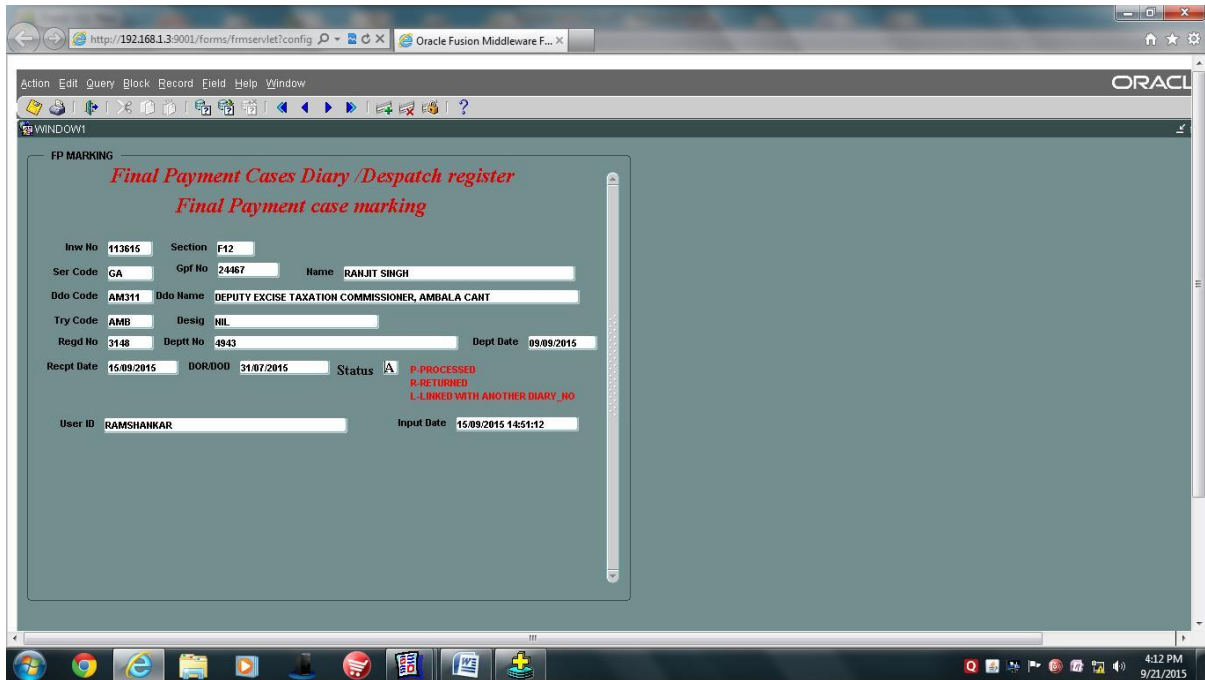 http://192.168.1.3:9001/forms/frmservlet?config
Oracle Fusion Middleware F...
Action Edit Query Block Record Field Help Window
ORACL
WINDOW1
FP MARKING
Final Payment Cases Diary /Despatch register
Final Payment case marking
Inw No 113615 Section F12
Ser Code GA Gpf No 24467 Name RANJIT SINGH
Ddo Code AM311 Ddo Name DEPUTY EXCISE TAXATION COMMISSIONER, AMBALA CANT
Try Code AMB Desig NIL
Regd No 3148 Deptt No 4943 Dept Date 09/09/2015
Recpt Date 15/09/2015 DOR/DOD 31/07/2015 Status A P-PROCESSED
R-RETURNED
L-LINKED WITH ANOTHER DIARY_NO
User ID RAMSHANKAR Input Date 15/09/2015 14:51:12
4:12 PM
9/21/2015